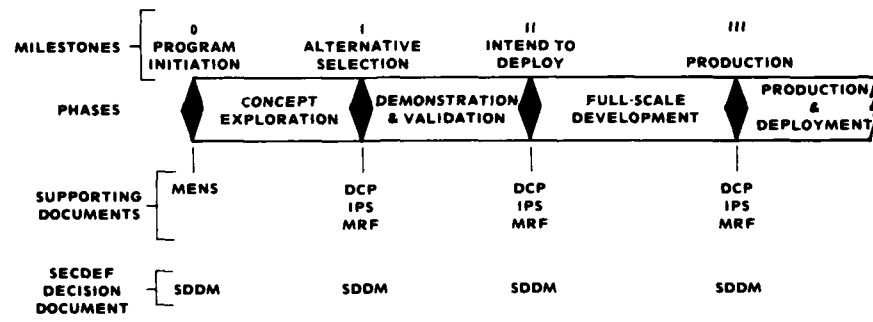 0 I II III
MILESTONES
PROGRAM INITIATION
ALTERNATIVE SELECTION
INTEND TO DEPLOY
PRODUCTION
PHASES
CONCEPT EXPLORATION
DEMONSTRATION & VALIDATION
FULL-SCALE DEVELOPMENT
PRODUCTION & DEPLOYMENT
SUPPORTING DOCUMENTS
MENS
DCP
IPS
MRF
DCP
IPS
MRF
DCP
IPS
MRF
SECDEF DECISION DOCUMENT
SDDM SDDM SDDM SDDM